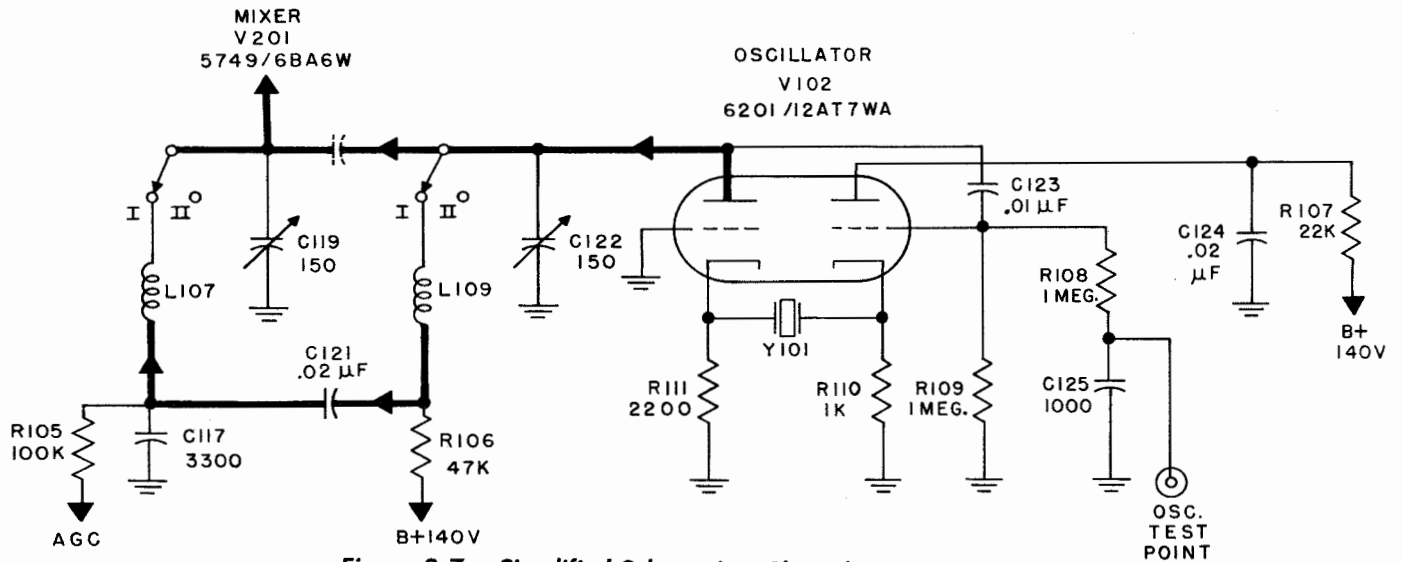 MIXER
V201
5749/6BA6W
OSCILLATOR
V102
6201/12AT7WA
I II
C119
150
L107
I II
L109
C122
150
C123
.01 µF
C124
.02
µF
R107
22K
B+
140V
R108
1 MEG.
C121
.02 µF
Y101
R105
100K
C117
3300
R106
47K
R111
2200
R110
1K
R109
1 MEG.
C125
1000
AGC
B+140V
OSC.
TEST
POINT
Simplified